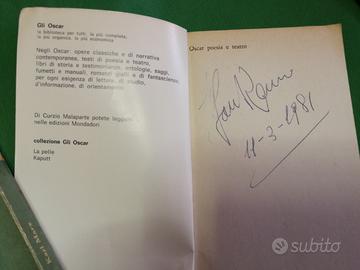 Gli Oscar
la biblioteca per tutti, la più completa,
la più organica, la più economica
Negli Oscar: opere classiche e di narrativa
contemporanea, testi di poesia e teatro,
libri di storia e testimonianze, antologie, saggi,
fumetti e manuali, romanzi gialli e di fantascienza:
per ogni esigenza di lettura, di studio,
d'informazione, di orientamento
Di Curzio Malaparte potete leggere
nelle edizioni Mondadori
collezione Gli Oscar
La pelle
Kaputt
Oscar poesia e teatro
11-3-1981
Karl Marx
subito